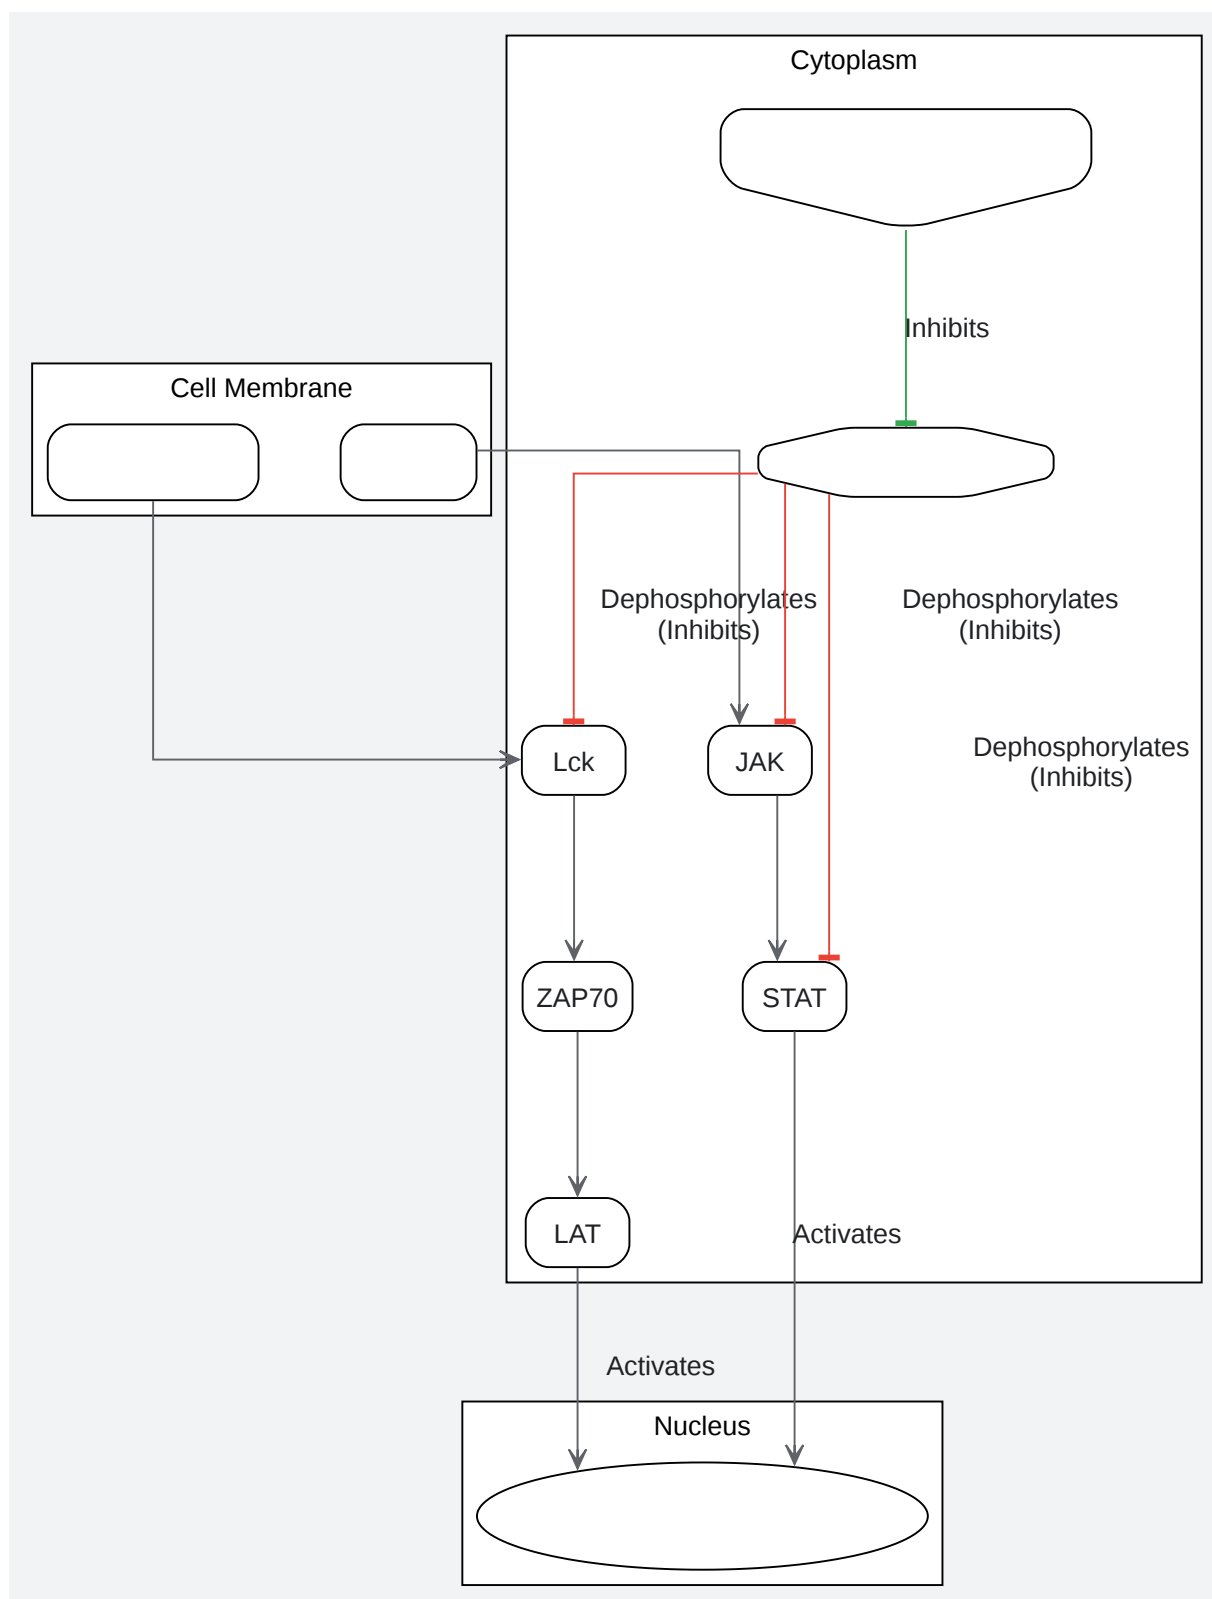 Cytoplasm
Inhibits
Cell Membrane
Dephosphorylates
(Inhibits)
Dephosphorylates
(Inhibits)
Lck
JAK
Dephosphorylates
(Inhibits)
ZAP70
STAT
LAT
Activates
Activates
Nucleus